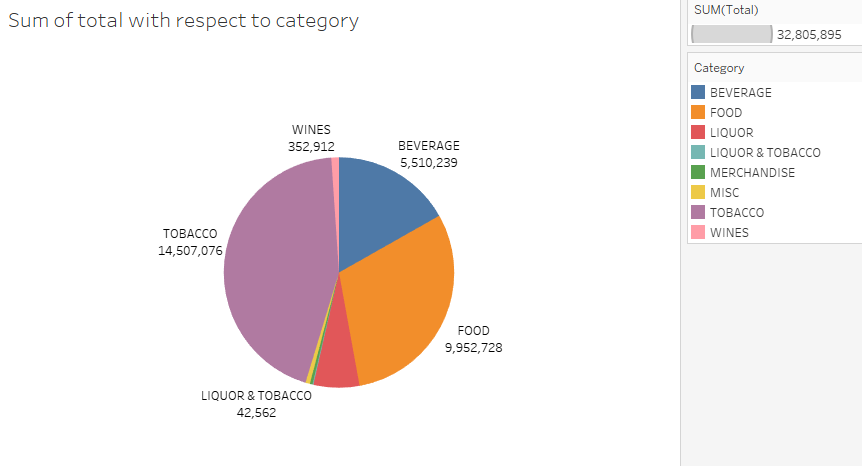 Sum of total with respect to category
WINES
352,912
BEVERAGE
5,510,239
TOBACCO
14,507,076
FOOD
9,952,728
LIQUOR & TOBACCO
42,562
SUM(Total)
32,805,895
Category
BEVERAGE
FOOD
LIQUOR
LIQUOR & TOBACCO
MERCHANDISE
MISC
TOBACCO
WINES